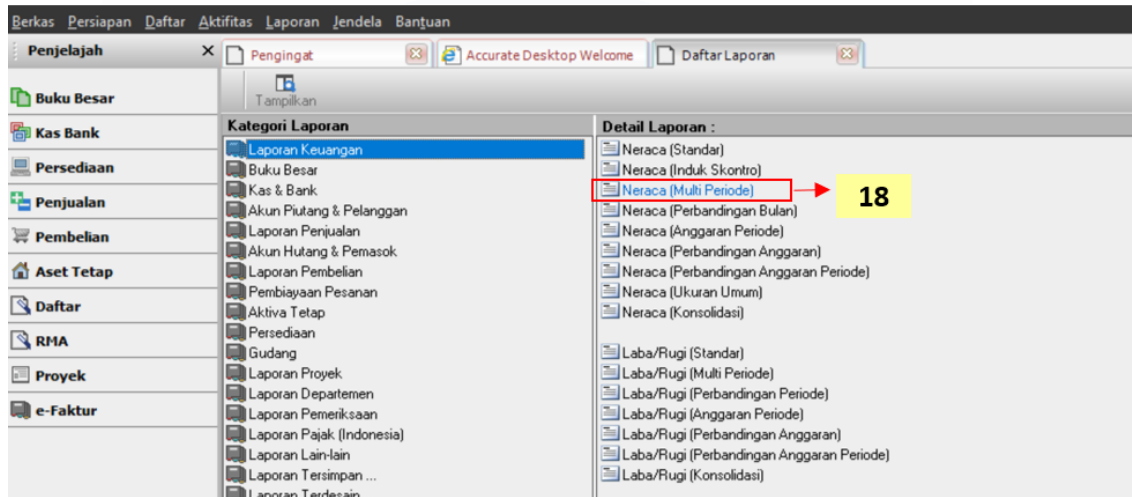 Berkas Persiapan Daftar Aktifitas Laporan Jendela Bantuan
Penjelajah X
Pengingat
Accurate Desktop Welcome
Daftar Laporan
Tampilkan
Buku Besar
Kas Bank
Persediaan
Penjualan
Pembelian
Aset Tetap
Daftar
RMA
Proyek
e-Faktur
Kategori Laporan
Laporan Keuangan
Buku Besar
Kas & Bank
Akun Piutang & Pelanggan
Laporan Penjualan
Akun Hutang & Pemasok
Laporan Pembelian
Pembiayaan Pesanan
Aktiva Tetap
Persediaan
Gudang
Laporan Proyek
Laporan Departemen
Laporan Pemeriksaan
Laporan Pajak (Indonesia)
Laporan Lain-lain
Laporan Tersimpan ...
Laporan Terdesain
Detail Laporan :
Neraca (Standar)
Neraca (Induk Skontro)
Neraca (Multi Periode)
18
Neraca (Perbandingan Bulan)
Neraca (Anggaran Periode)
Neraca (Perbandingan Anggaran)
Neraca (Perbandingan Anggaran Periode)
Neraca (Ukuran Umum)
Neraca (Konsolidasi)
Laba/Rugi (Standar)
Laba/Rugi (Multi Periode)
Laba/Rugi (Perbandingan Periode)
Laba/Rugi (Anggaran Periode)
Laba/Rugi (Perbandingan Anggaran)
Laba/Rugi (Perbandingan Anggaran Periode)
Laba/Rugi (Konsolidasi)